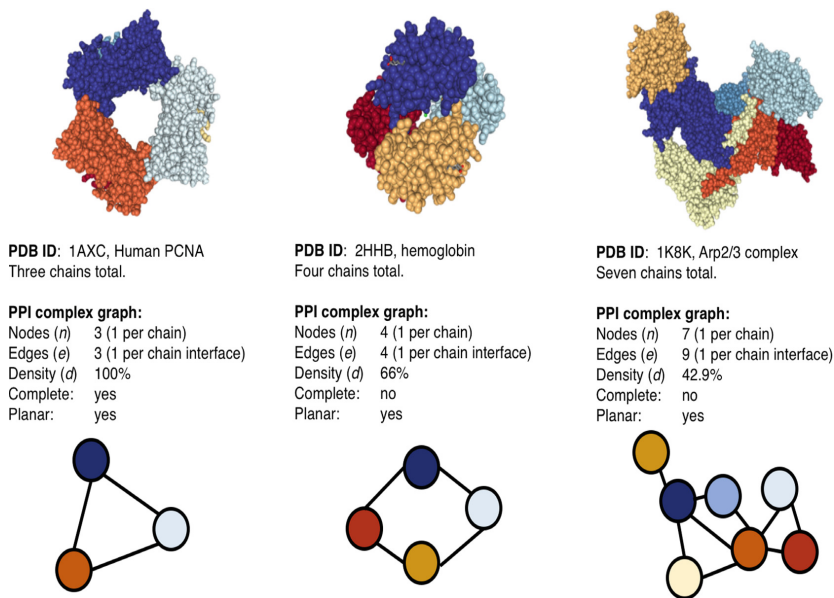 PDB ID: 1AXC, Human PCNA
Three chains total.
PPI complex graph:
Nodes (n) 3 (1 per chain)
Edges (e) 3 (1 per chain interface)
Density (d) 100%
Complete: yes
Planar: yes
PDB ID: 2HHB, hemoglobin
Four chains total.
PPI complex graph:
Nodes (n) 4 (1 per chain)
Edges (e) 4 (1 per chain interface)
Density (d) 66%
Complete: no
Planar: yes
PDB ID: 1K8K, Arp2/3 complex
Seven chains total.
PPI complex graph:
Nodes (n) 7 (1 per chain)
Edges (e) 9 (1 per chain interface)
Density (d) 42.9%
Complete: no
Planar: yes